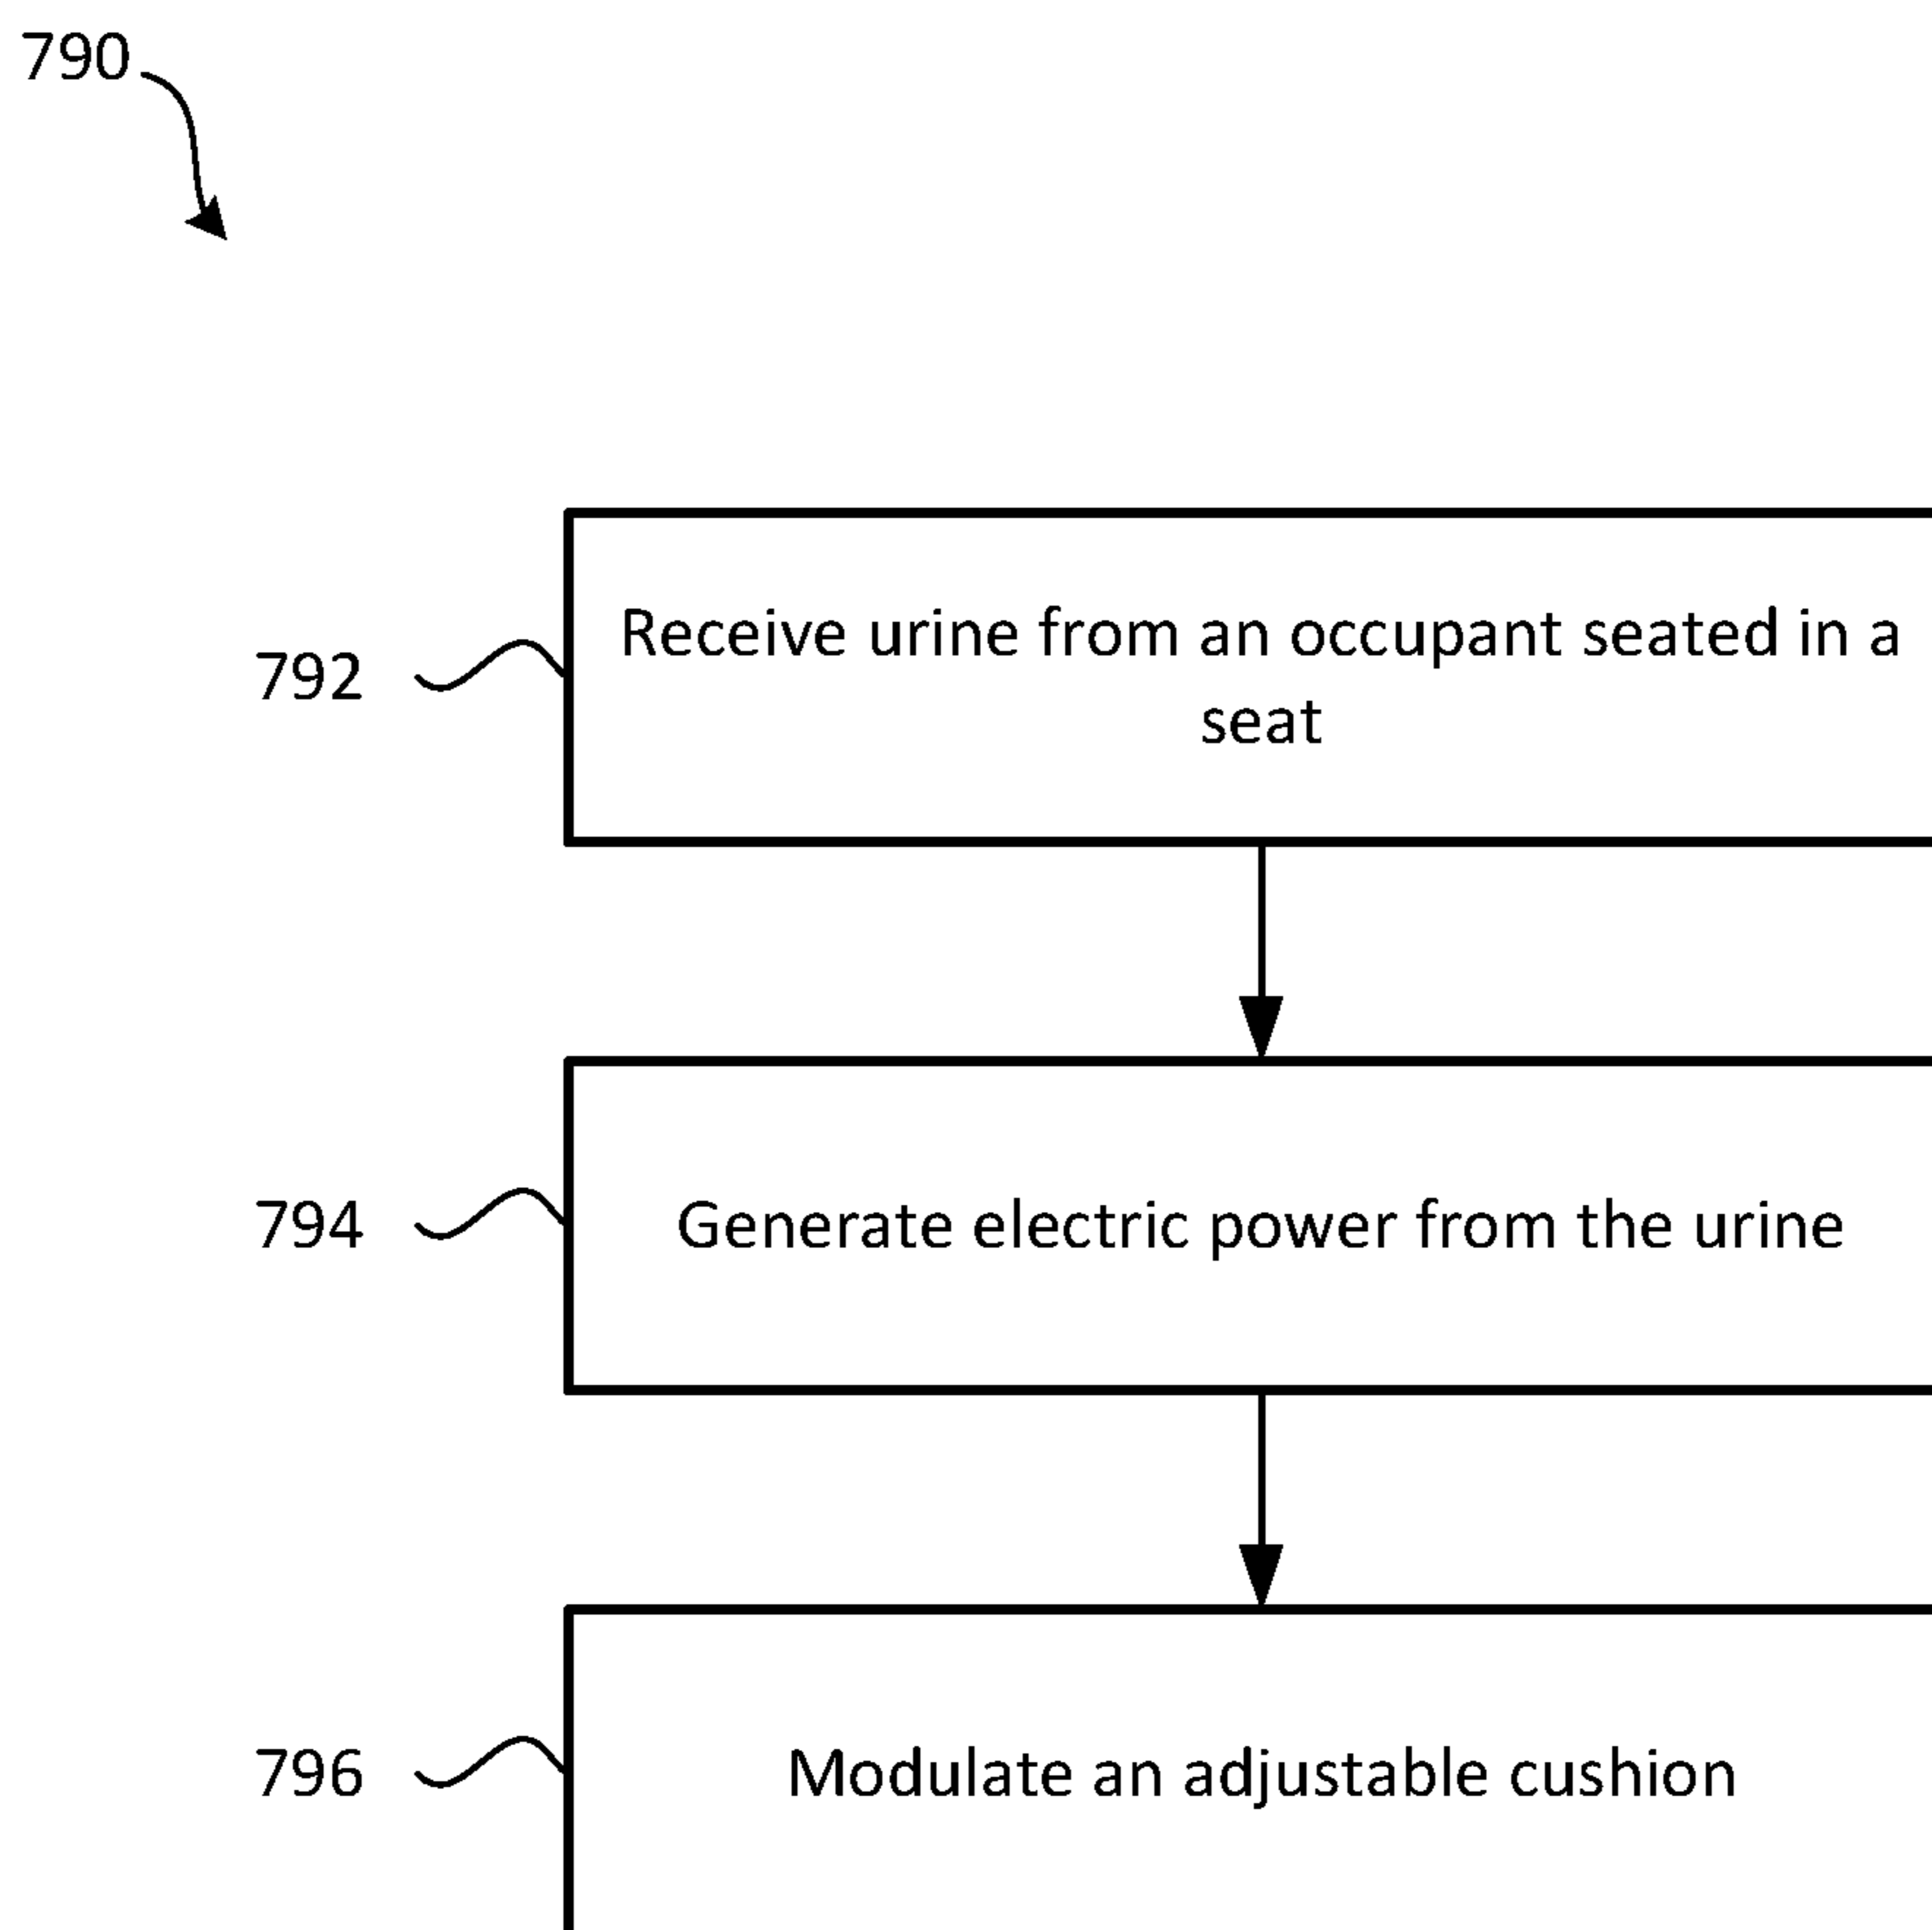 790
792
Receive urine from an occupant seated in a
seat
794
Generate electric power from the urine
796
Modulate an adjustable cushion